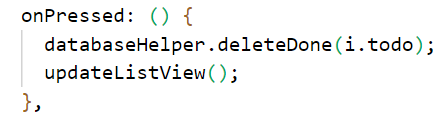 onPressed: () {
databaseHelper.deleteDone(i.todo);
updateListView();
},